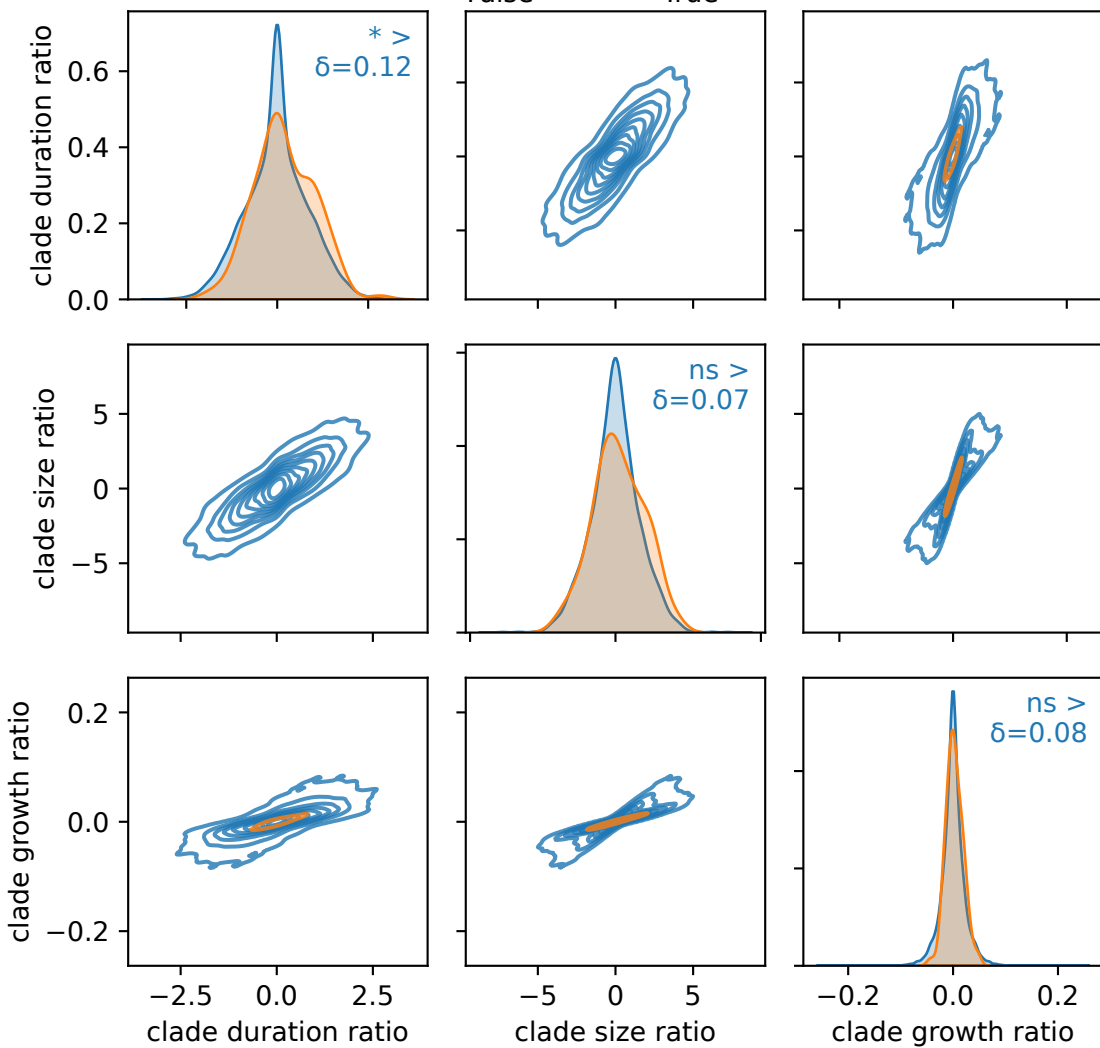 clade duration ratio
0.6
0.4
0.2
0.0
* >
δ=0.12
clade size ratio
5
0
−5
ns >
δ=0.07
clade growth ratio
0.2
0.0
−0.2
ns >
δ=0.08
−2.5 0.0 2.5
−5 0 5
−0.2 0.0 0.2
clade duration ratio
clade size ratio
clade growth ratio